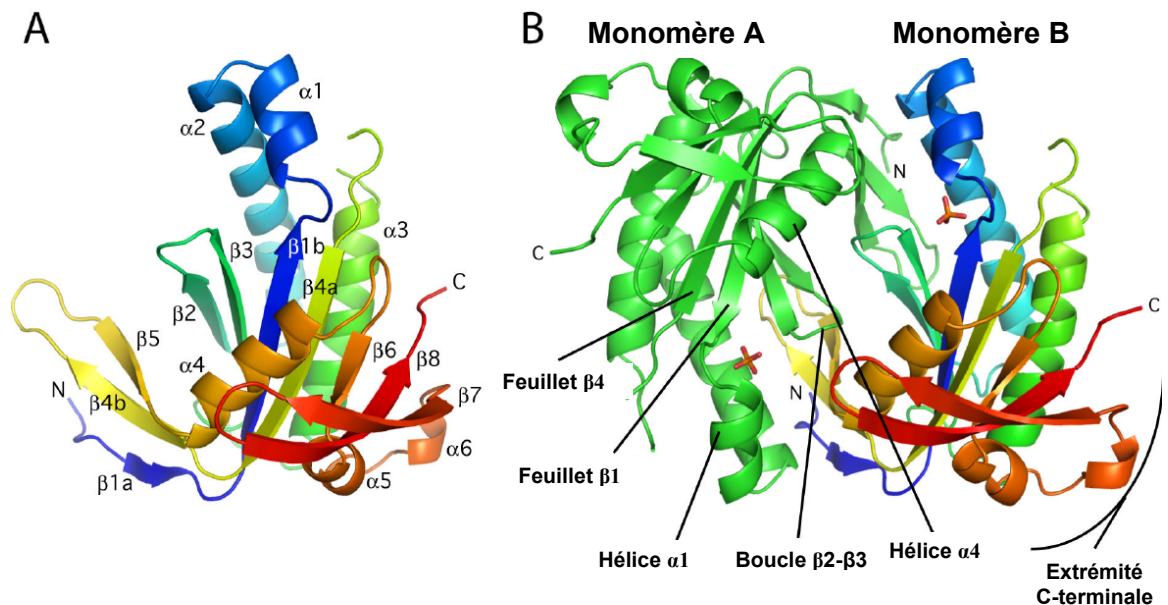 A
α1
α2
α3
β3
β1b
β4a
C
β2
β5
α4
β6
β8
N
β4b
β7
α6
α5
β1a
B
Monomère A
Monomère B
N
C
C
N
Feuillet β4
Feuillet β1
Hélice α1
Boucle β2-β3
Hélice α4
Extrémité
C-terminale